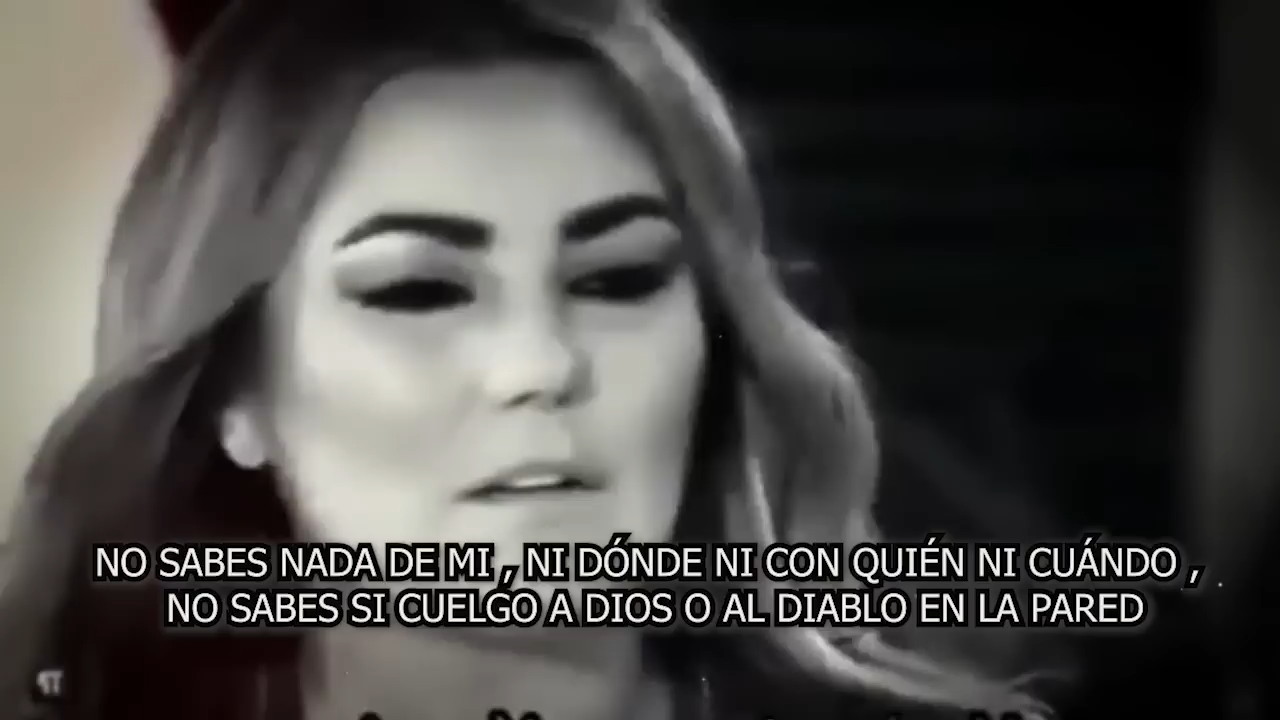 NO SABES NADA DE MI , NI DÓNDE NI CON QUIÉN NI CUÁNDO ,
NO SABES SI CUELGO A DIOS O AL DIABLO EN LA PARED